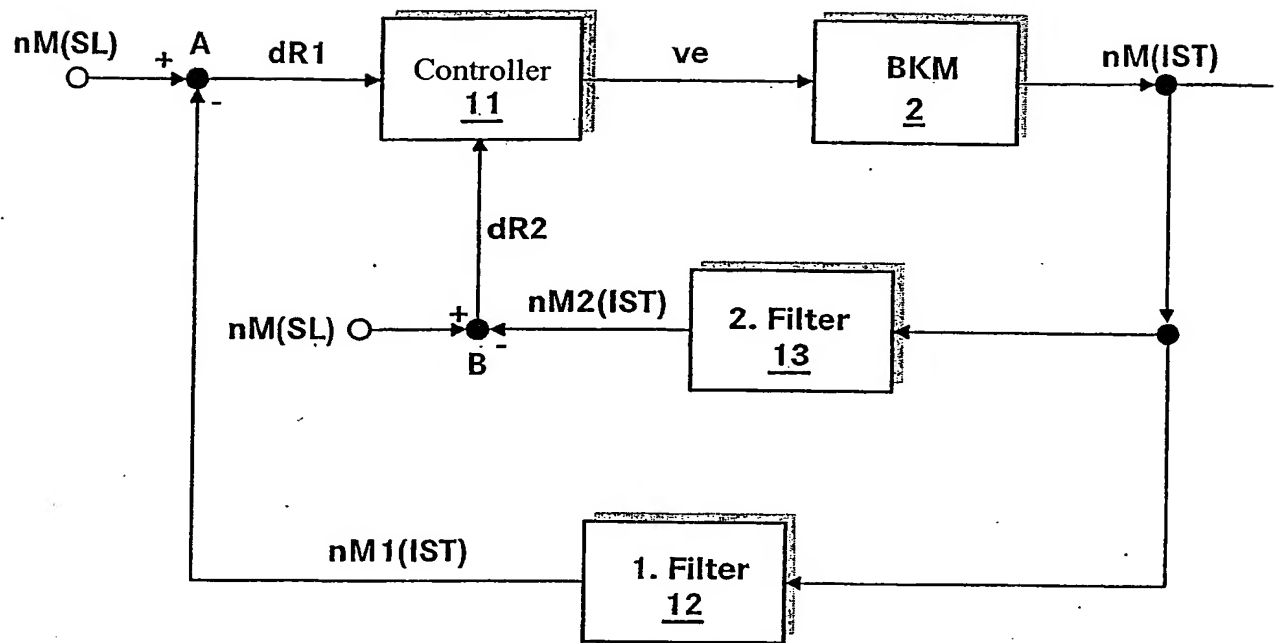 nM(SL)
+
A
-
dR1
Controller
11
ve
BKM
2
nM(IST)
dR2
nM(SL)
+
B
-
nM2(IST)
2. Filter
13
nM1(IST)
1. Filter
12